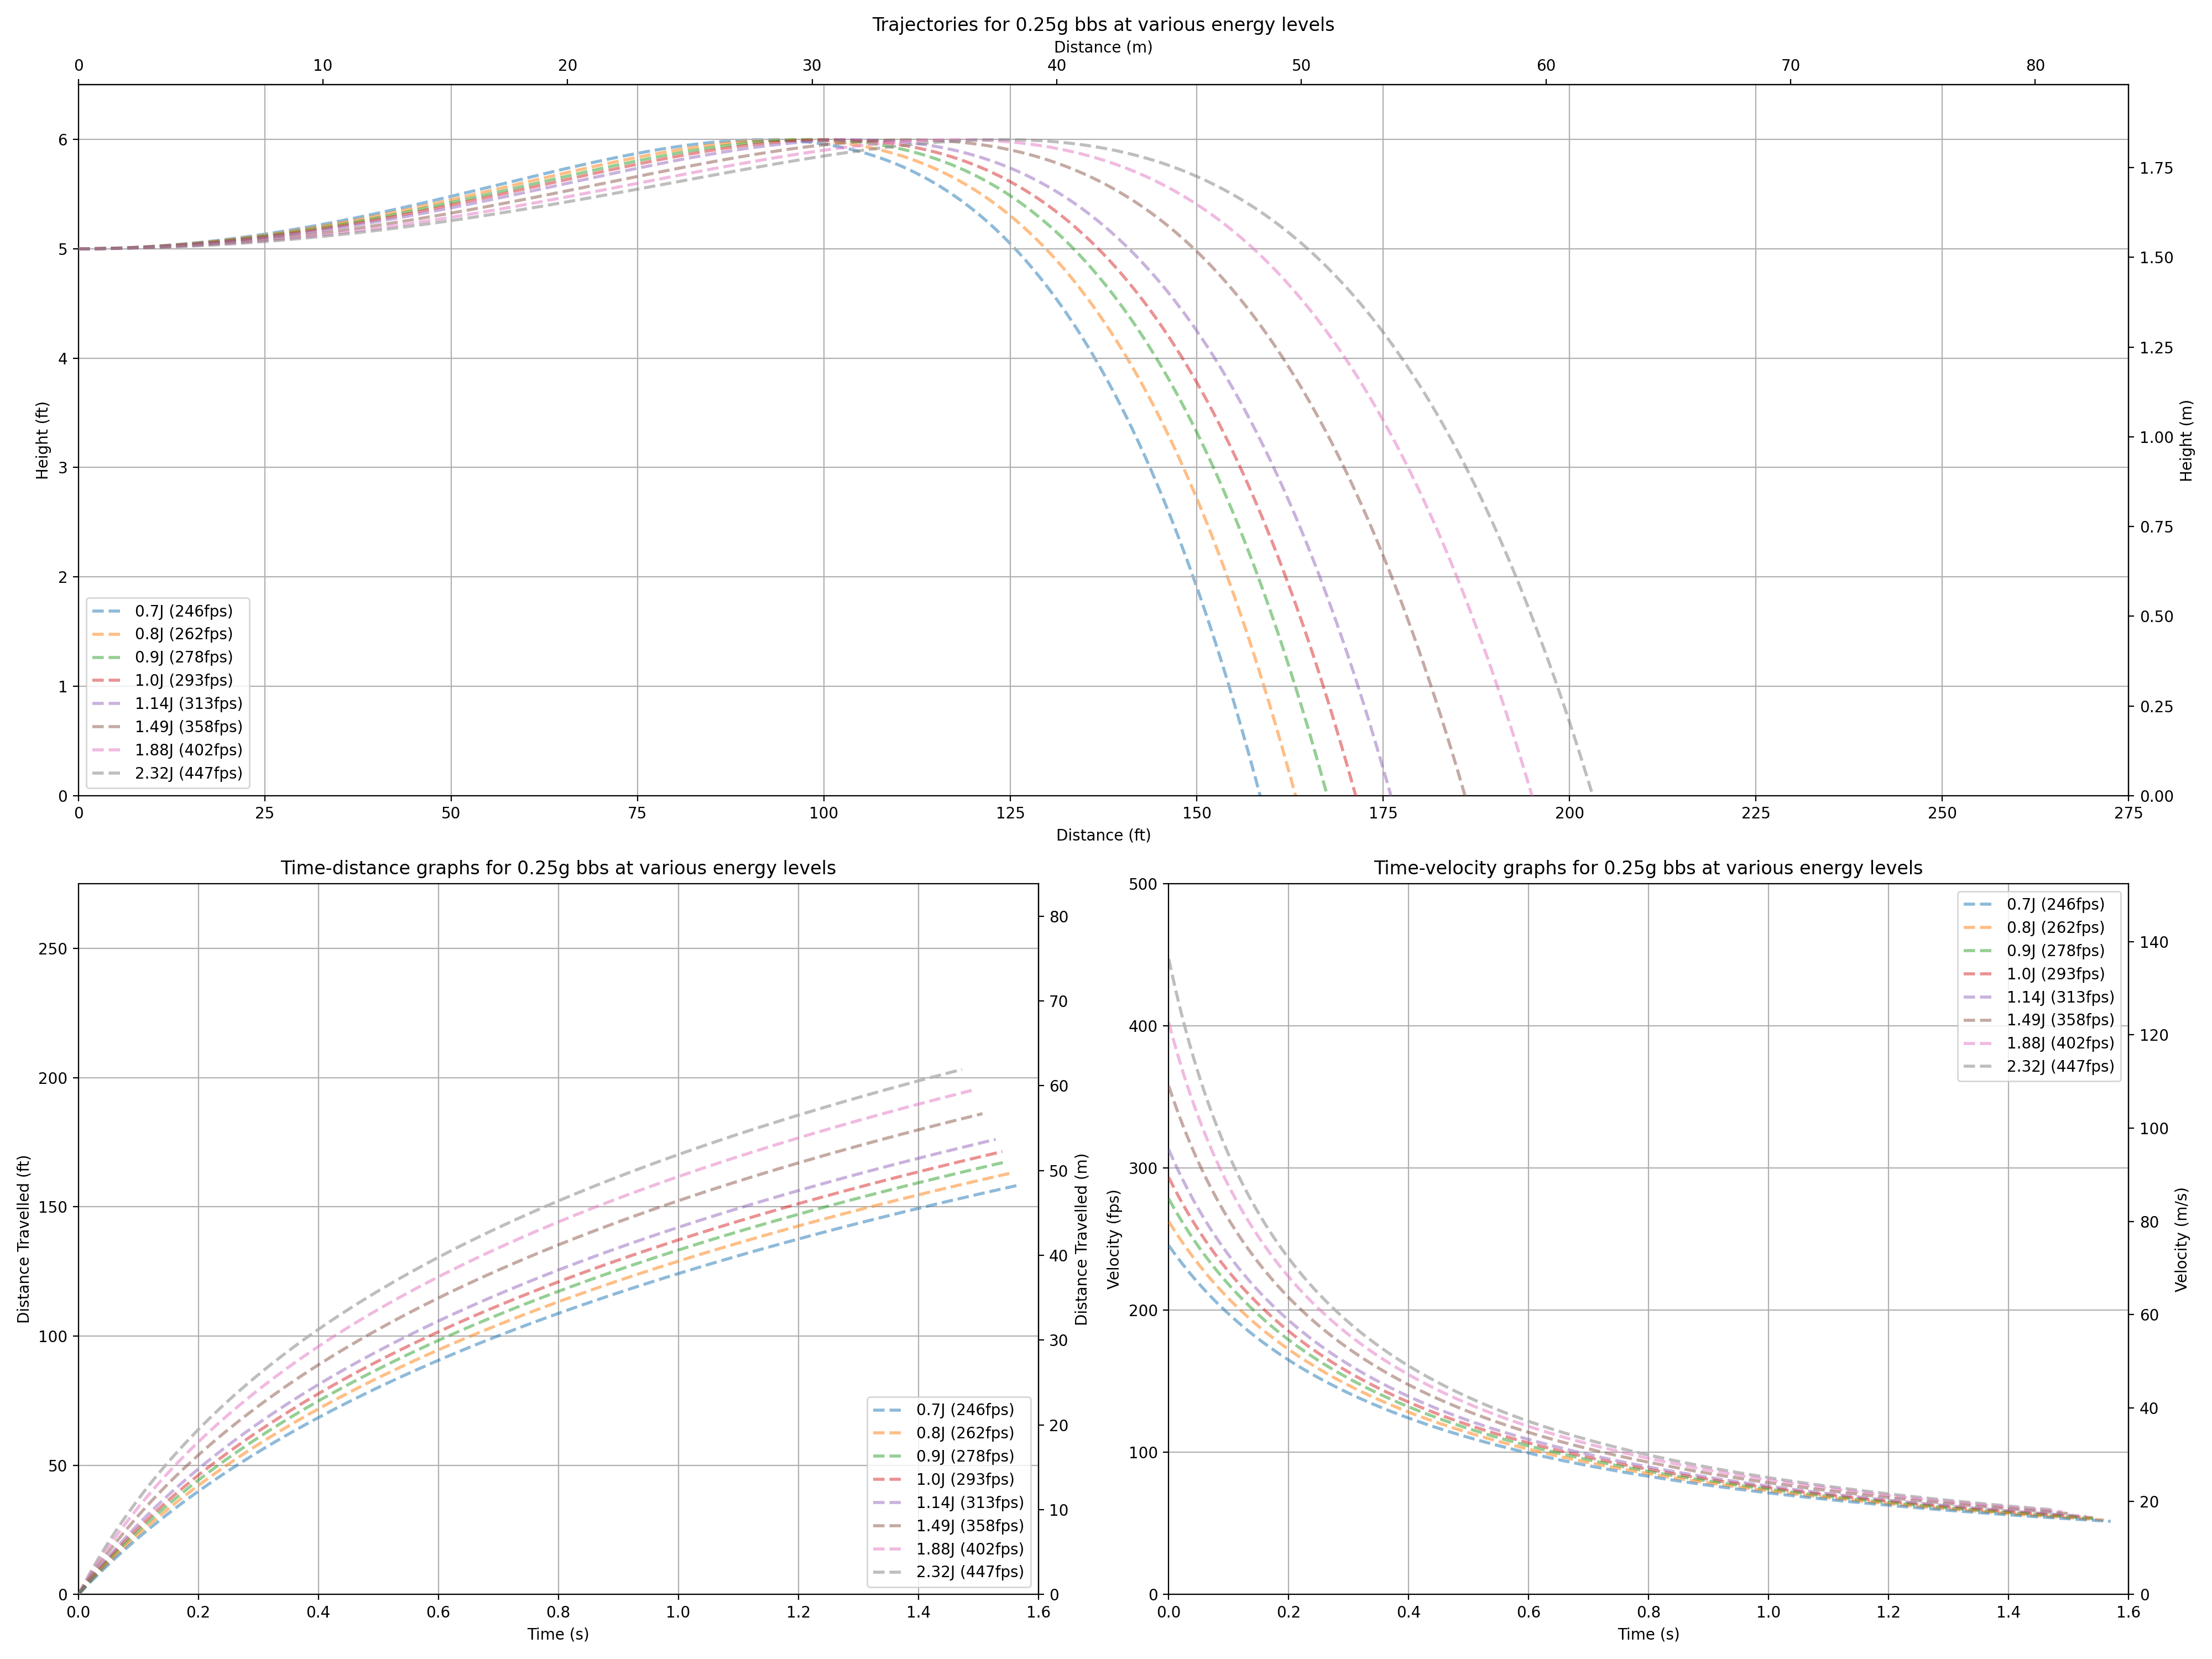 Trajectories for 0.25g bbs at various energy levels
Distance (m)
0 10 20 30 40 50 60 70 80
6
5
4
3
2
1
0
Height (ft)
1.75
1.50
1.25
1.00
0.75
0.50
0.25
0.00
Height (m)
0.7J (246fps)
0.8J (262fps)
0.9J (278fps)
1.0J (293fps)
1.14J (313fps)
1.49J (358fps)
1.88J (402fps)
2.32J (447fps)
0 25 50 75 100 125 150 175 200 225 250 275
Distance (ft)
Time-distance graphs for 0.25g bbs at various energy levels
250
200
150
100
50
0
Distance Travelled (ft)
80
70
60
50
40
30
20
10
0
Distance Travelled (m)
0.7J (246fps)
0.8J (262fps)
0.9J (278fps)
1.0J (293fps)
1.14J (313fps)
1.49J (358fps)
1.88J (402fps)
2.32J (447fps)
0.0 0.2 0.4 0.6 0.8 1.0 1.2 1.4 1.6
Time (s)
Time-velocity graphs for 0.25g bbs at various energy levels
500
400
300
200
100
0
Velocity (fps)
140
120
100
80
60
40
20
0
Velocity (m/s)
0.7J (246fps)
0.8J (262fps)
0.9J (278fps)
1.0J (293fps)
1.14J (313fps)
1.49J (358fps)
1.88J (402fps)
2.32J (447fps)
0.0 0.2 0.4 0.6 0.8 1.0 1.2 1.4 1.6
Time (s)